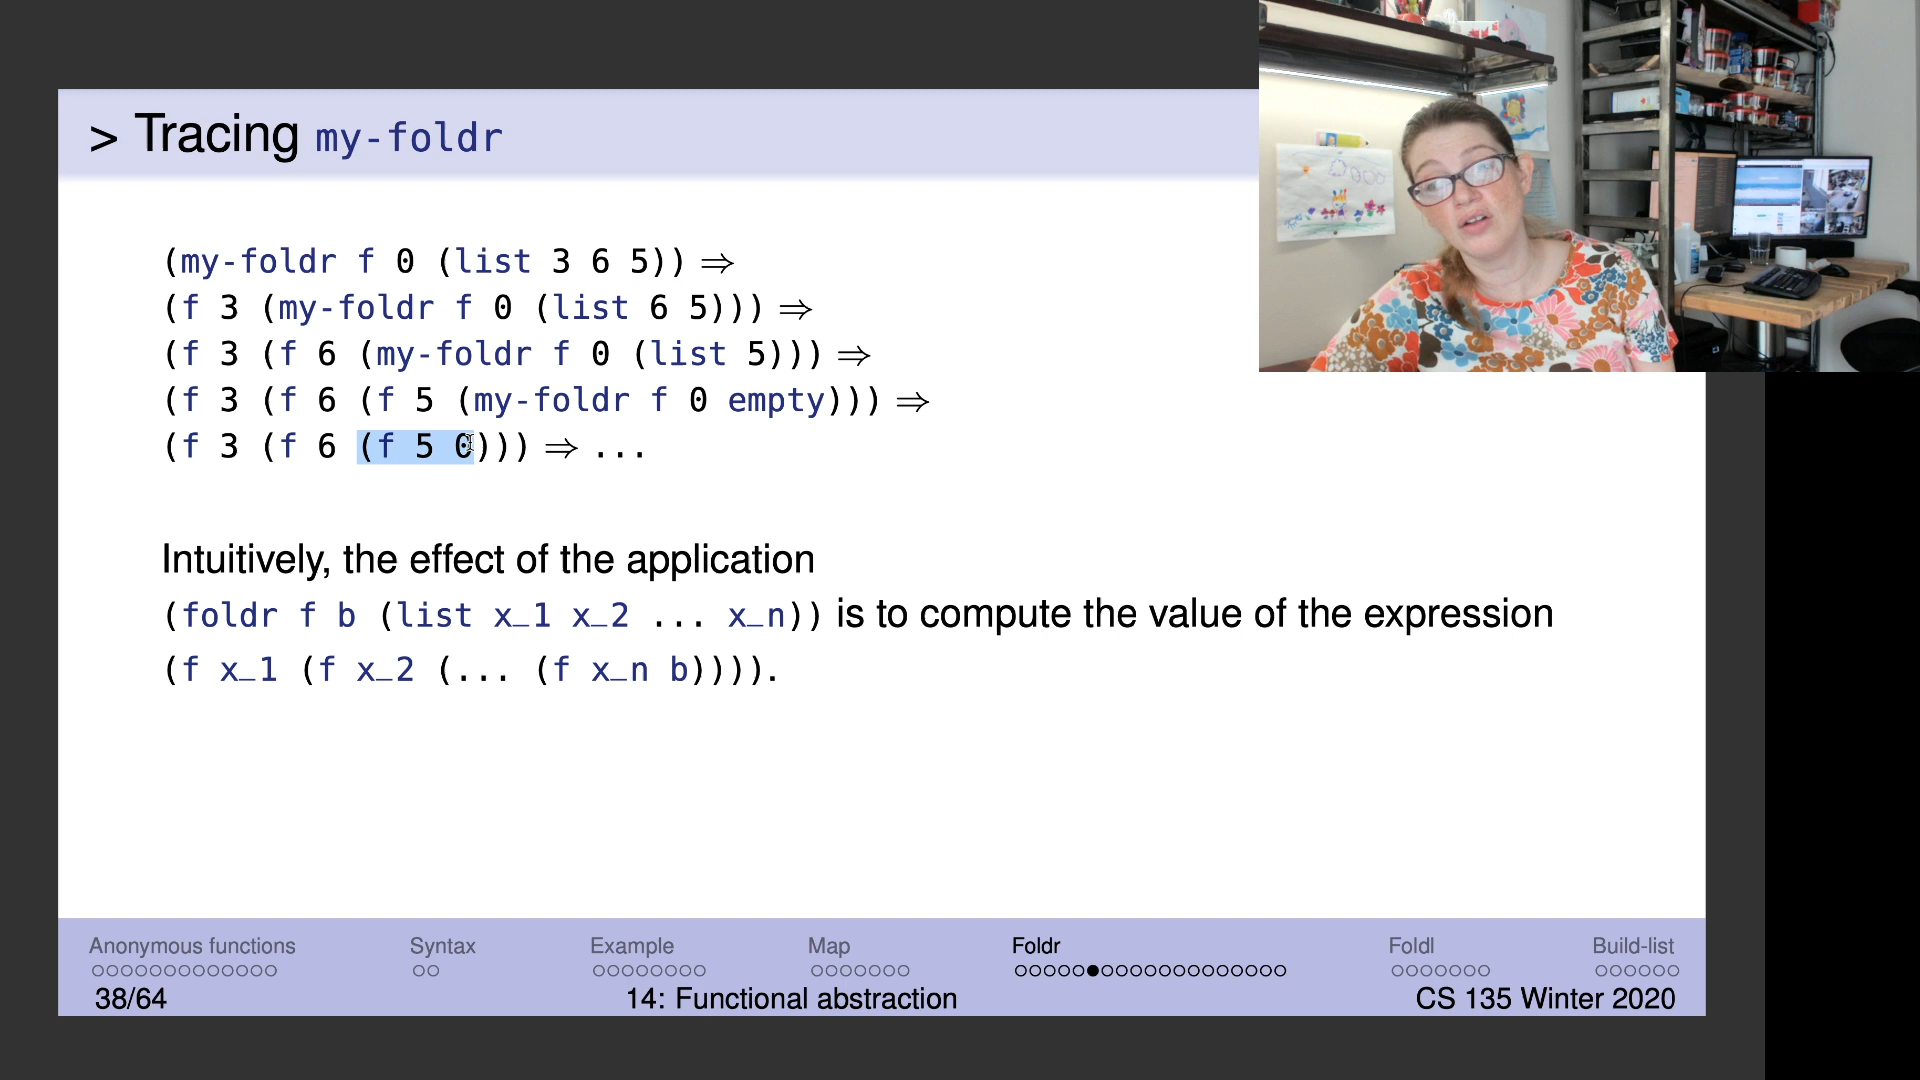 > Tracing my-foldr
(my-foldr f 0 (list 3 6 5)) ⇒
(f 3 (my-foldr f 0 (list 6 5))) ⇒
(f 3 (f 6 (my-foldr f 0 (list 5))) ⇒
(f 3 (f 6 (f 5 (my-foldr f 0 empty))) ⇒
(f 3 (f 6 (f 5 0))) ⇒ ...
Intuitively, the effect of the application
(foldr f b (list x_1 x_2 ... x_n)) is to compute the value of the expression
(f x_1 (f x_2 (... (f x_n b)))).
Anonymous functions Syntax Example Map Foldr Foldl Build-list
38/64 14: Functional abstraction CS 135 Winter 2020